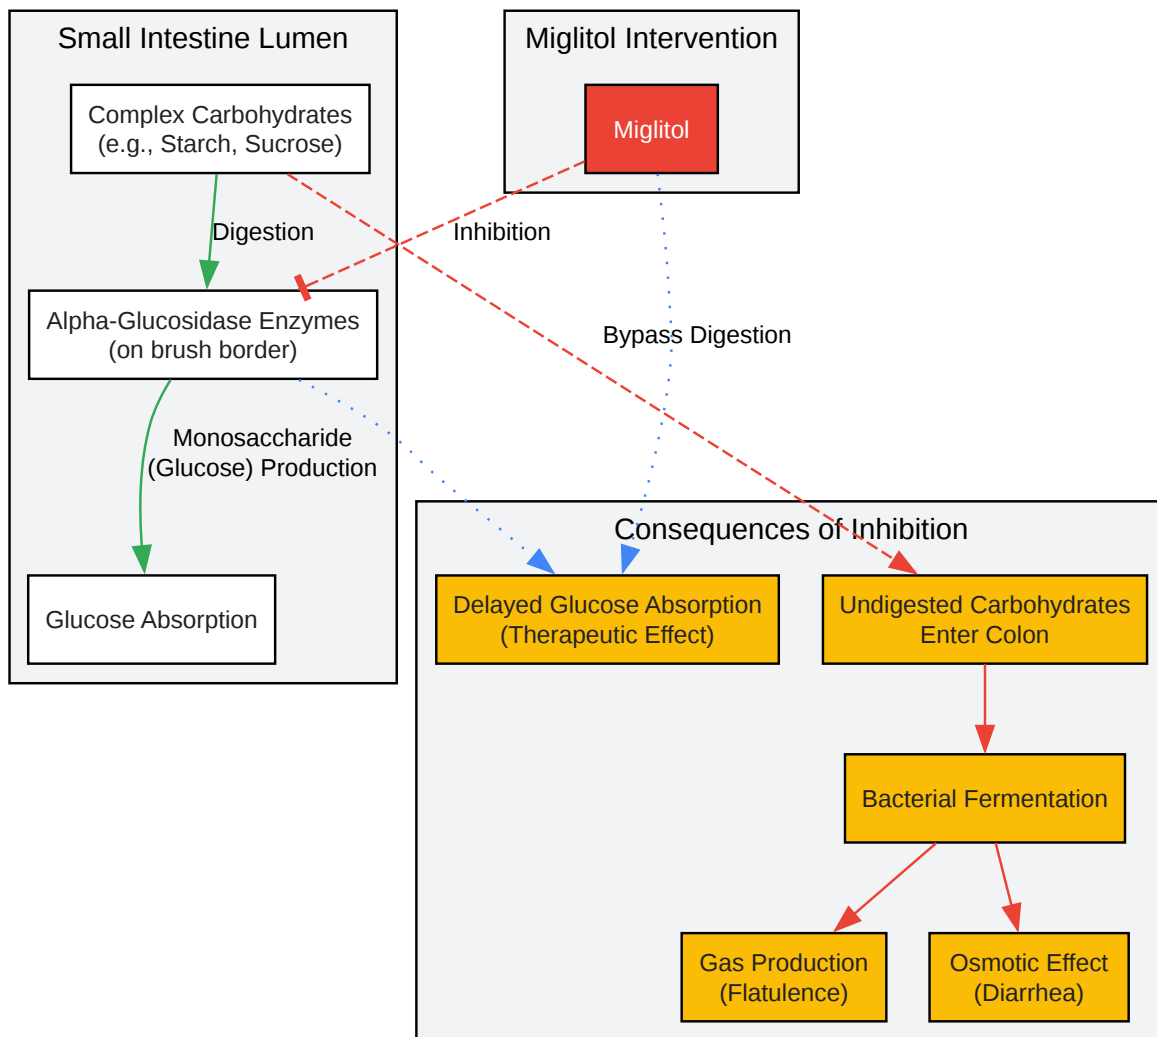 Small Intestine Lumen
Complex Carbohydrates
(e.g., Starch, Sucrose)
Digestion
Alpha-Glucosidase Enzymes
(on brush border)
Monosaccharide
(Glucose) Production
Glucose Absorption
Miglitol Intervention
Miglitol
Inhibition
Bypass Digestion
Consequences of Inhibition
Delayed Glucose Absorption
(Therapeutic Effect)
Undigested Carbohydrates
Enter Colon
Bacterial Fermentation
Gas Production
(Flatulence)
Osmotic Effect
(Diarrhea)